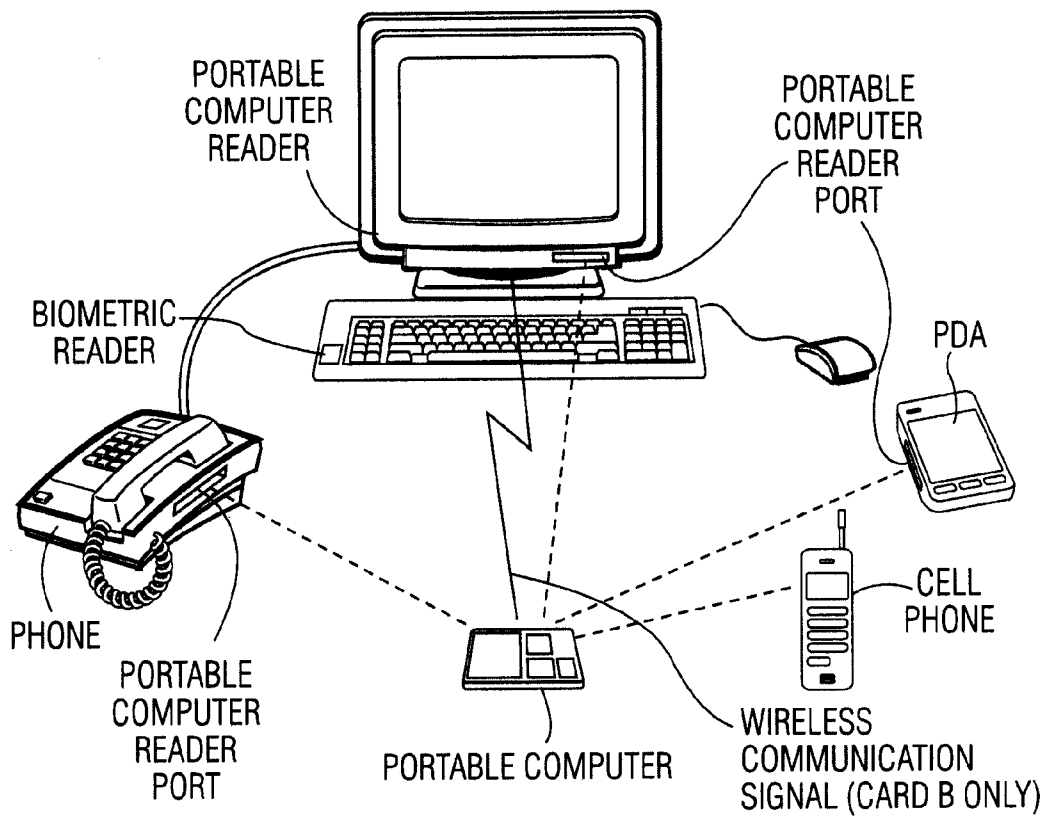 PORTABLE
COMPUTER
READER
PORTABLE
COMPUTER
READER
PORT
BIOMETRIC
READER
PDA
PHONE
CELL
PHONE
PORTABLE
COMPUTER
READER
PORT
PORTABLE COMPUTER
WIRELESS
COMMUNICATION
SIGNAL (CARD B ONLY)